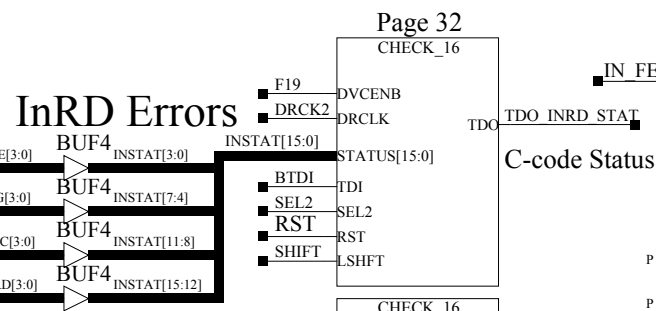 Page 32
CHECK_16
IN_FE
F19
DVCENB
DRCK2
DRCLK
InRD Errors
TDO
TDO_INRD_STAT
INSTAT[15:0]
STATUS[15:0]
C-code Status
E[3:0]
BUF4
INSTAT[3:0]
BTDI
TDI
G[3:0]
BUF4
INSTAT[7:4]
SEL2
SEL2
RST
RST
C[3:0]
BUF4
INSTAT[11:8]
SHIFT
LSHFT
P
D[3:0]
BUF4
INSTAT[15:12]
CHECK_16
P